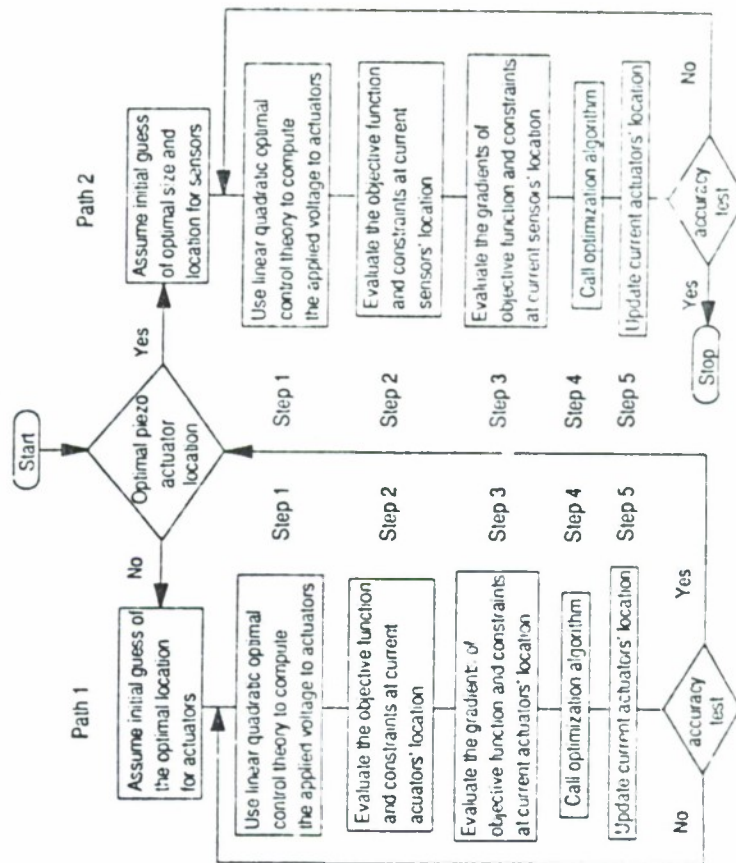 Start
Optimal piezo
actuator
location
No
Yes
Path 1
Assume initial guess of
the optimal location
for actuators
Use linear quadratic optimal
control theory to compute
the applied voltage to actuators
Step 1
Evaluate the objective function
and constraints at current
acuators' location
Step 2
Evaluate the gradients of
objective function and constraints
at current actuators' location
Step 3
Call optimization algorithm
Step 4
Update current actuators' location
Step 5
accuracy
test
No
Yes
Path 2
Assume initial guess
of optimal size and
location for sensors
Use linear quadratic optimal
control theory to compute
the applied voltage to actuators
Step 1
Evaluate the objective function
and constraints at current
sensors' location
Step 2
Evaluate the gradients of
objective function and constraints
at current sensors' location
Step 3
Call optimization algorithm
Step 4
Update current actuators' location
Step 5
accuracy
test
No
Yes
Stop